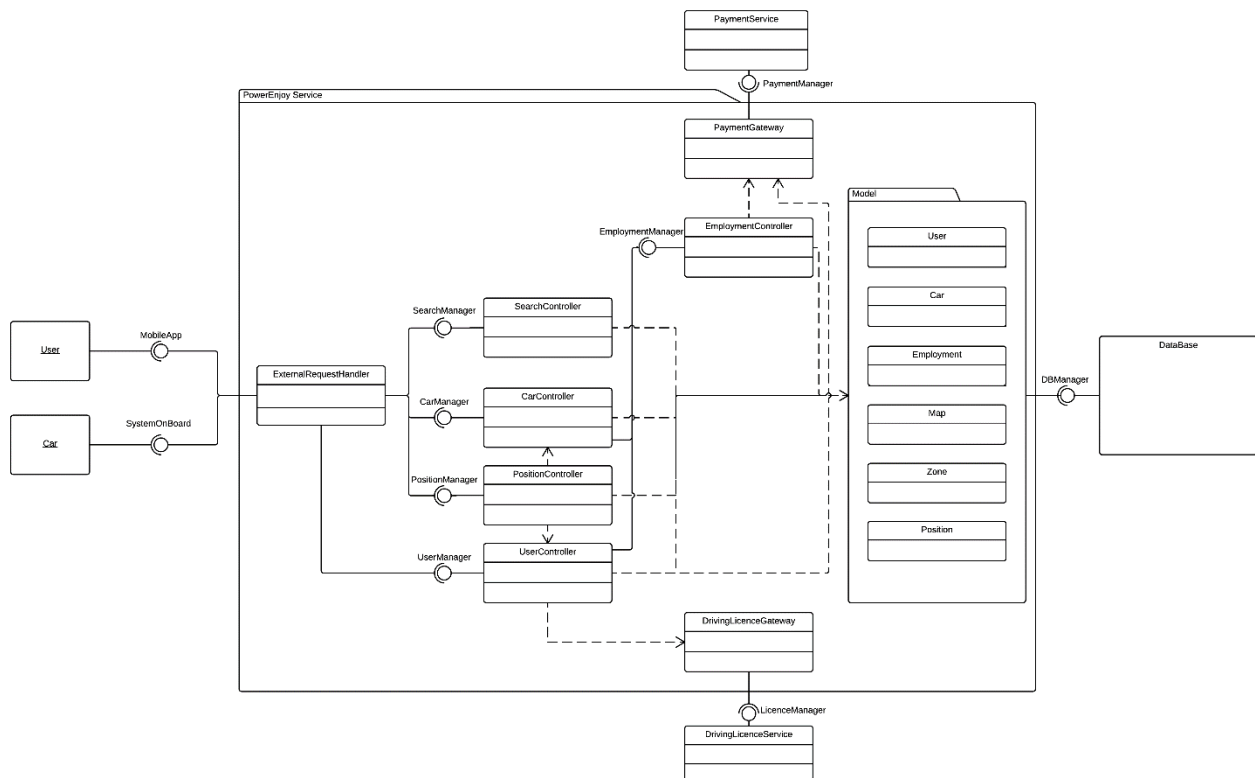 PaymentService
PaymentManager
PowerEnjoy Service
PaymentGateway
Model
EmploymentManager
EmploymentController
User
SearchManager
SearchController
Car
User
MobileApp
ExternalRequestHandler
Employment
DataBase
CarManager
CarController
DBManager
Map
Car
SystemOnBoard
PositionManager
PositionController
Zone
UserManager
UserController
Position
DrivingLicenceGateway
LicenceManager
DrivingLicenceService